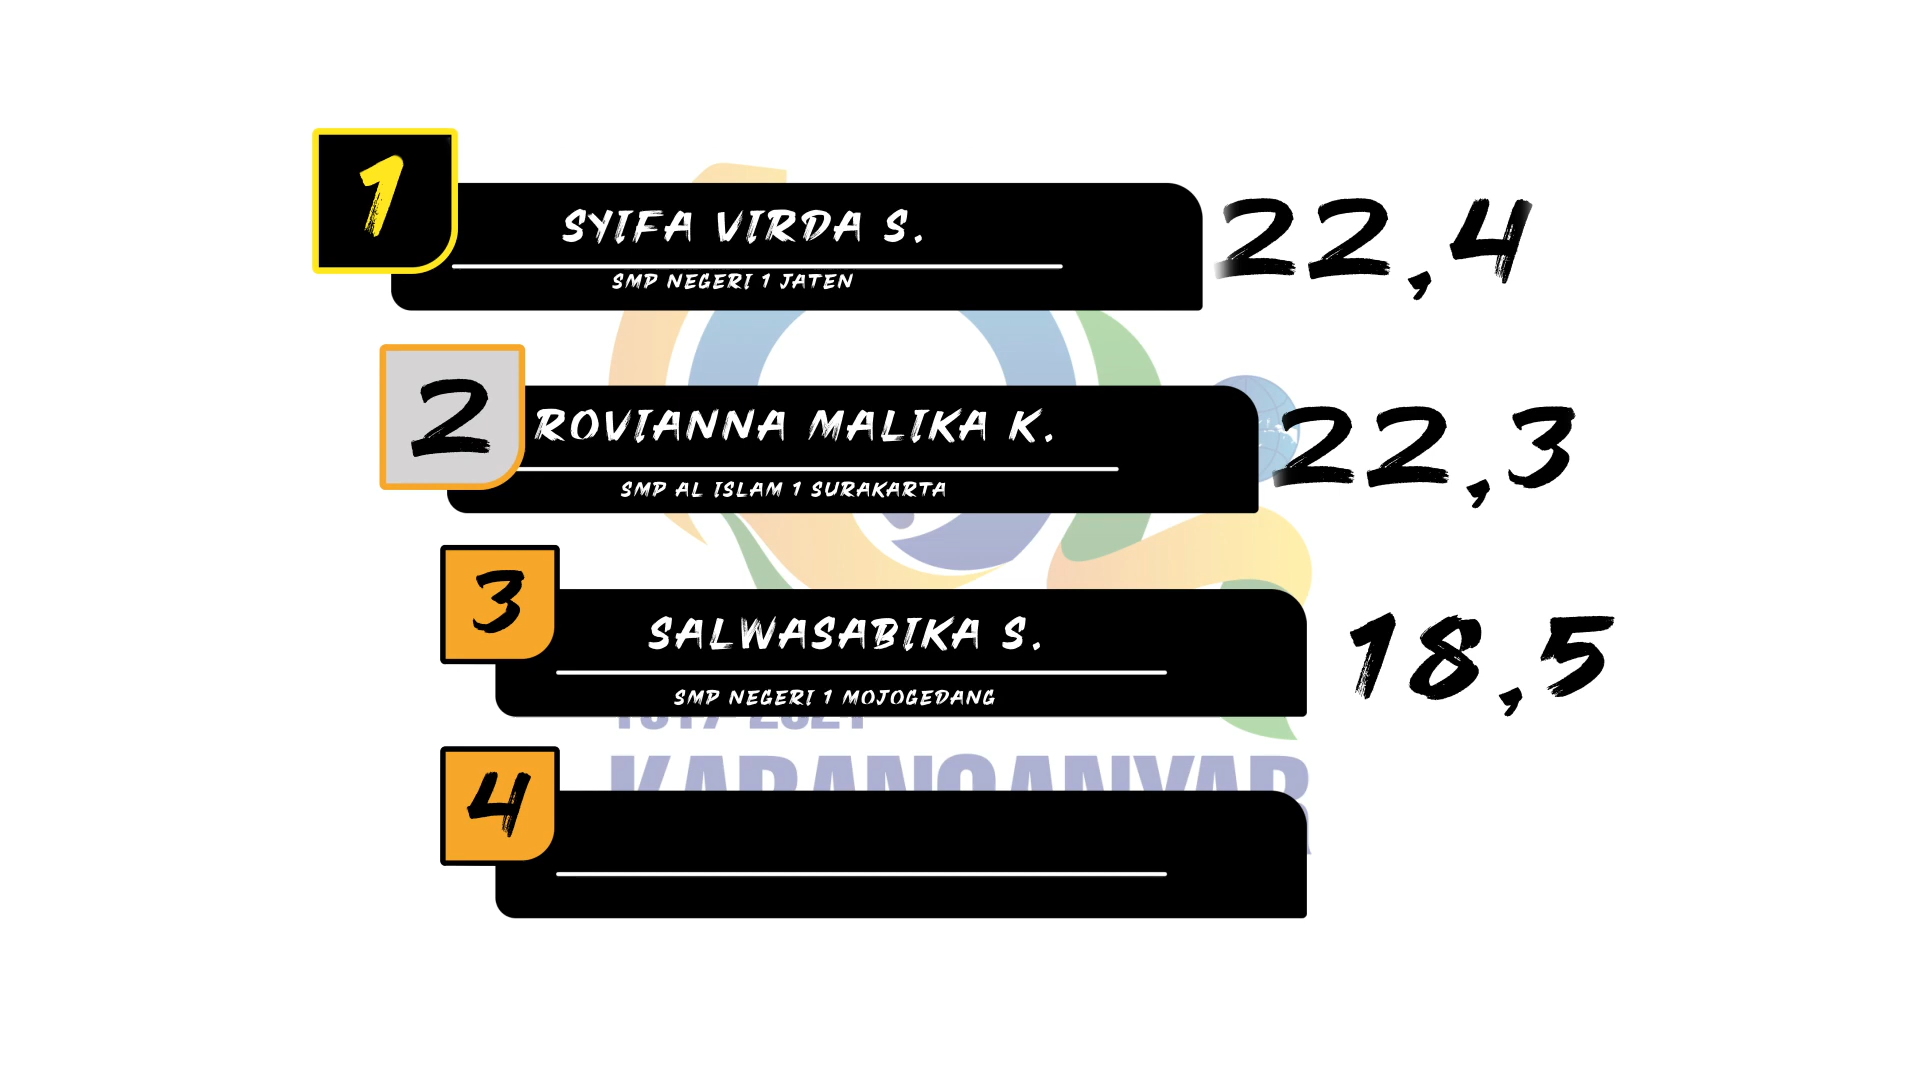 1
SYIFA VIRDA S.
22,4
SMP NEGERI 1 JATEN
2
ROVIANNA MALIKA K.
22,3
SMP AL ISLAM 1 SURAKARTA
3
SALWASABIKA S.
18,5
SMP NEGERI 1 MOJOGEDANG
KARANGANYAR
4